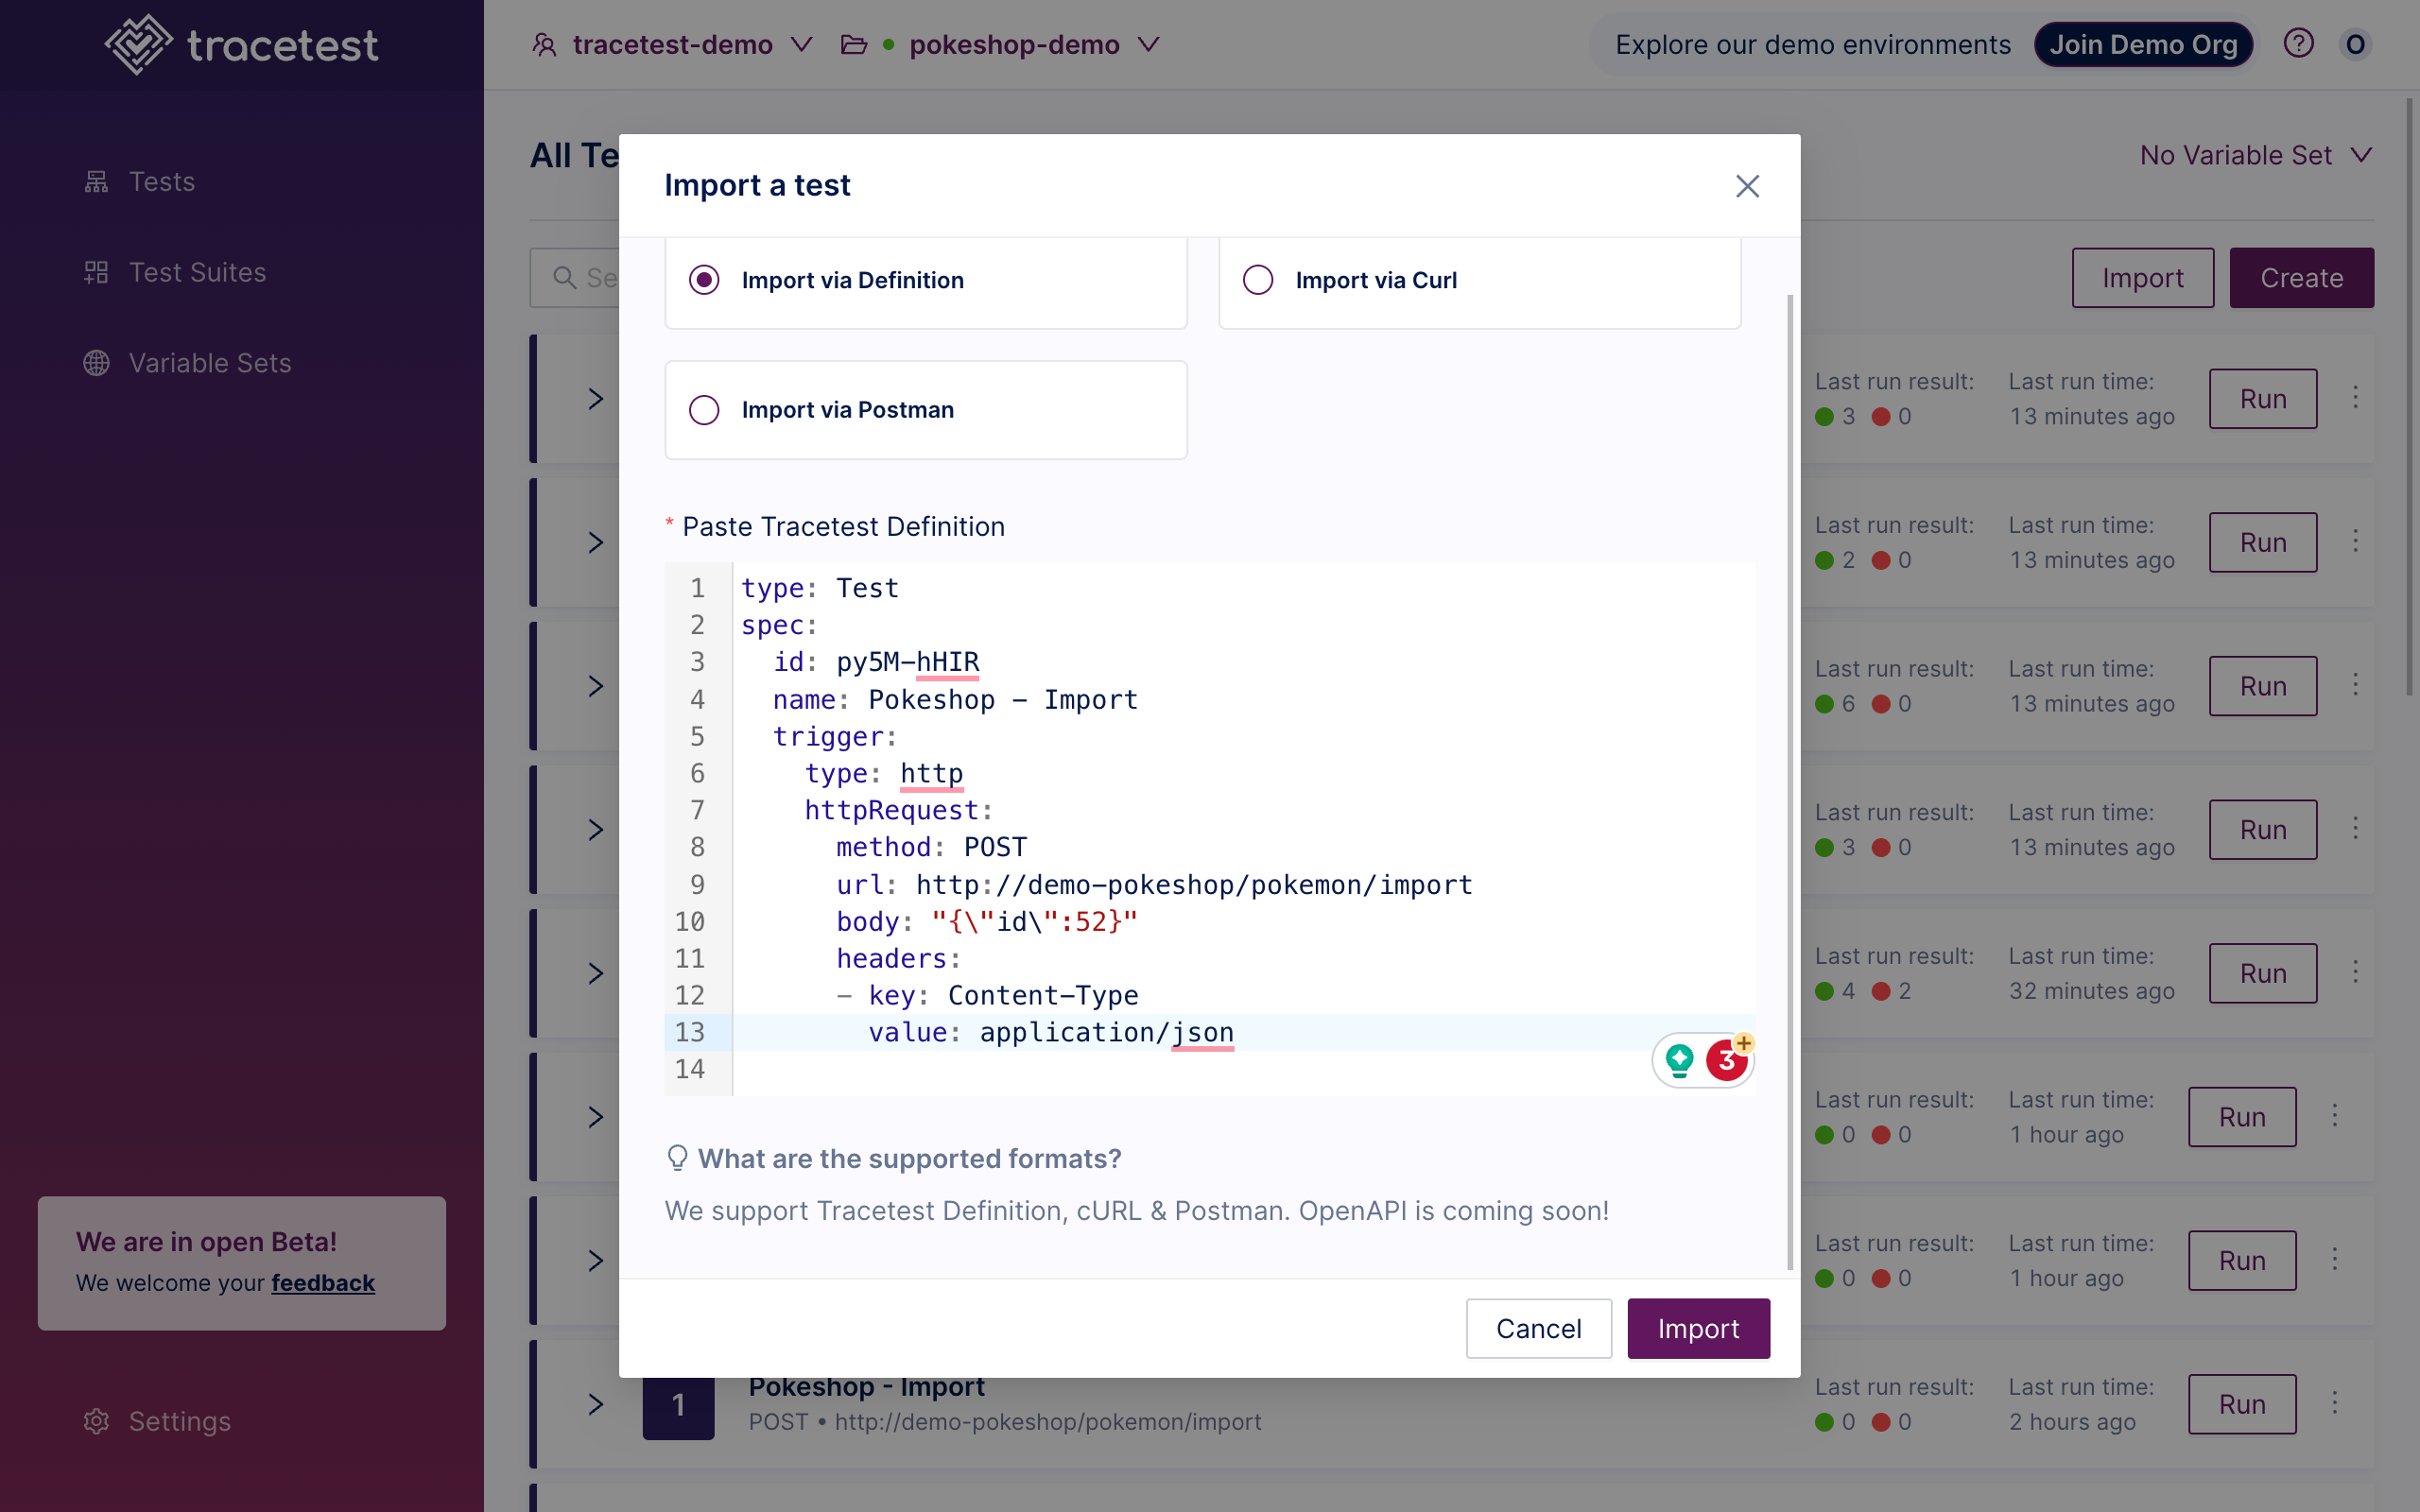 tracetest
tracetest-demo
pokeshop-demo
Explore our demo environments
Join Demo Org
O
Tests
Test Suites
Variable Sets
We are in open Beta!
We welcome your feedback
Settings
All Te
No Variable Set
Se
Import
Create
Import a test
Import via Definition
Import via Curl
Import via Postman
* Paste Tracetest Definition
1 type: Test
2 spec:
3   id: py5M-hHIR
4   name: Pokeshop - Import
5   trigger:
6     type: http
7     httpRequest:
8       method: POST
9       url: http://demo-pokeshop/pokemon/import
10       body: "{\"id\":52}"
11       headers:
12       - key: Content-Type
13         value: application/json
14
3
What are the supported formats?
We support Tracetest Definition, cURL & Postman. OpenAPI is coming soon!
Cancel
Import
Last run result: Last run time:
3 0 13 minutes ago
Run
Last run result: Last run time:
2 0 13 minutes ago
Run
Last run result: Last run time:
6 0 13 minutes ago
Run
Last run result: Last run time:
3 0 13 minutes ago
Run
Last run result: Last run time:
4 2 32 minutes ago
Run
Last run result: Last run time:
0 0 1 hour ago
Run
Last run result: Last run time:
0 0 1 hour ago
Run
1
Pokeshop - Import
POST • http://demo-pokeshop/pokemon/import
Last run result: Last run time:
0 0 2 hours ago
Run